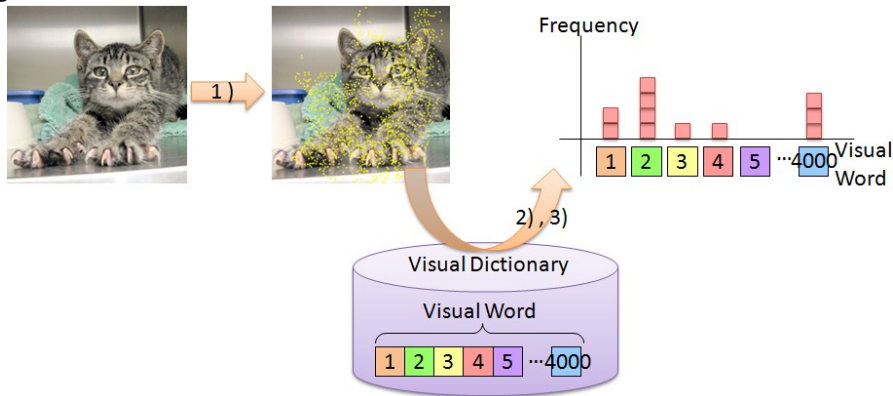 1)
Frequency
1 2 3 4 5 ...4000 Visual
Word
2), 3)
Visual Dictionary
Visual Word
1 2 3 4 5 ...4000